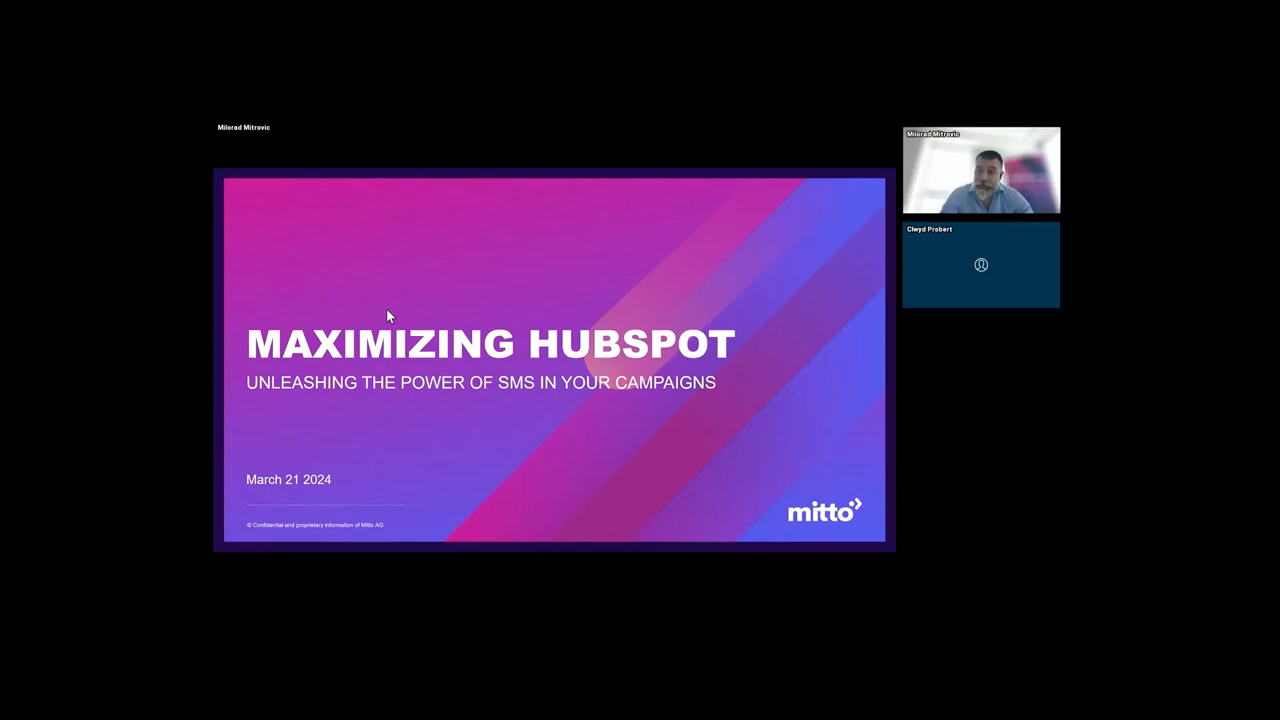 Milorad Mitrovic
Milorad Mitrovic
Clwyd Probert
MAXIMIZING HUBSPOT
UNLEASHING THE POWER OF SMS IN YOUR CAMPAIGNS
March 21 2024
© Confidential and proprietary information of Mitto AG
mitto